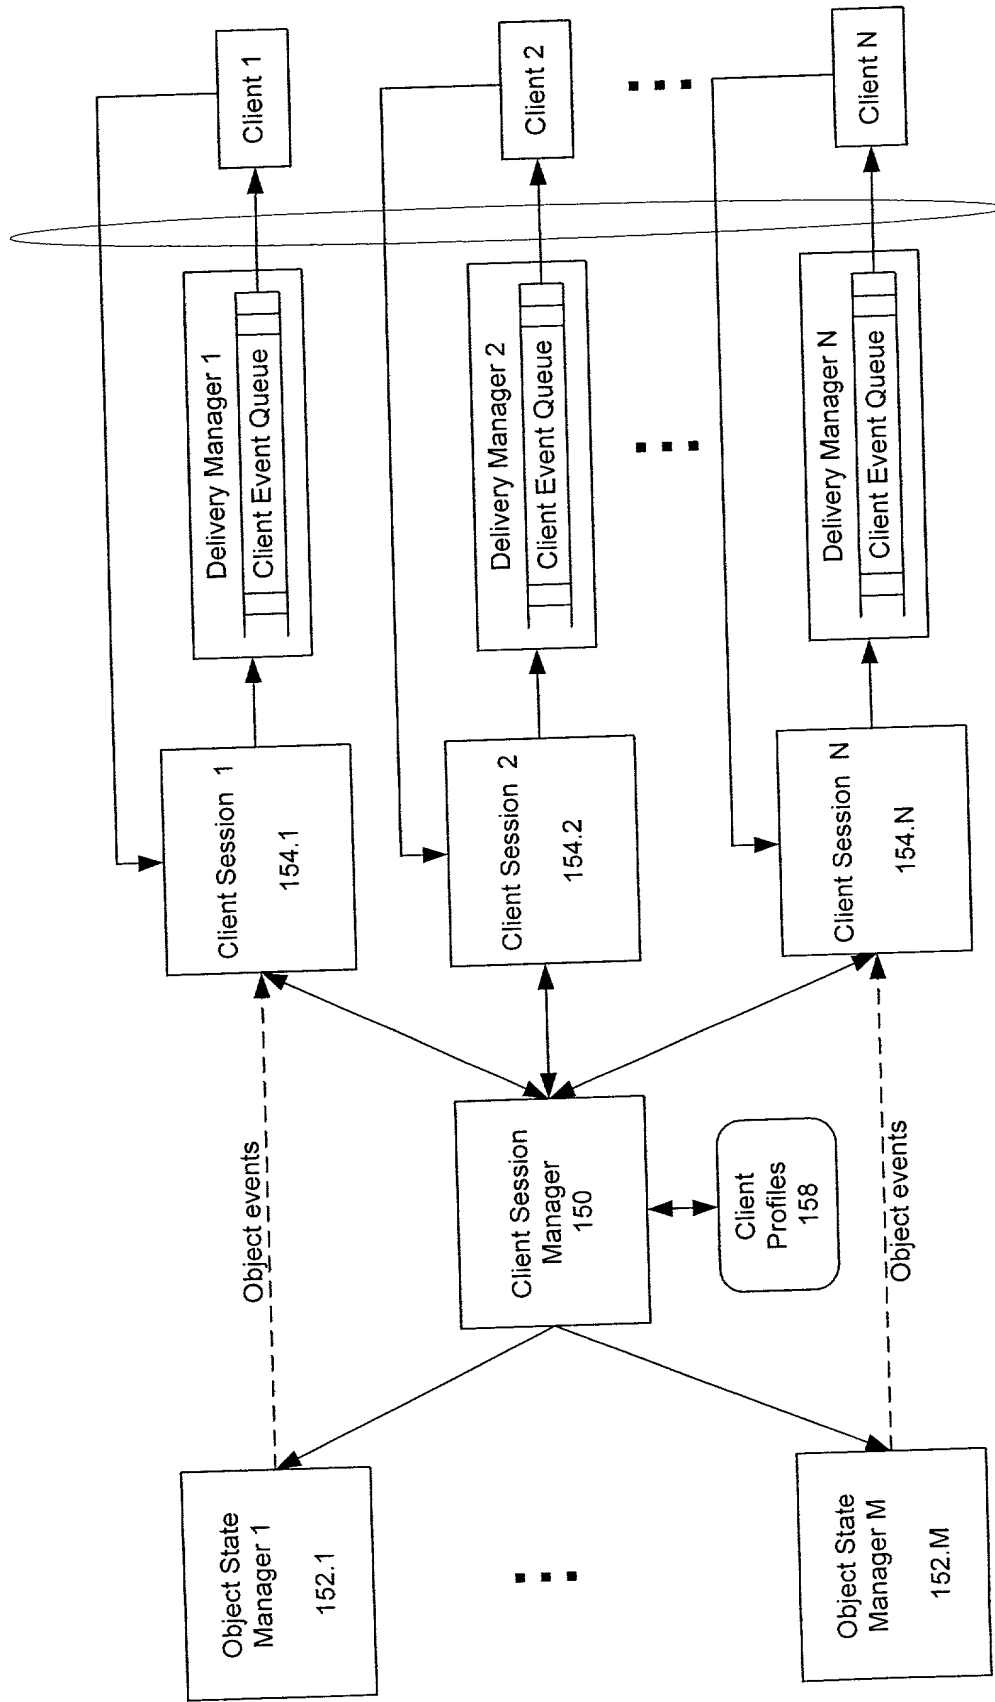 Object State
Manager 1
152.1
Object events
Client Session 1
154.1
Delivery Manager 1
Client Event Queue
Client 1
Client Session
Manager
150
Client
Profiles
158
Client Session 2
154.2
Delivery Manager 2
Client Event Queue
Client 2
Object State
Manager M
152.M
Object events
Client Session N
154.N
Delivery Manager N
Client Event Queue
Client N